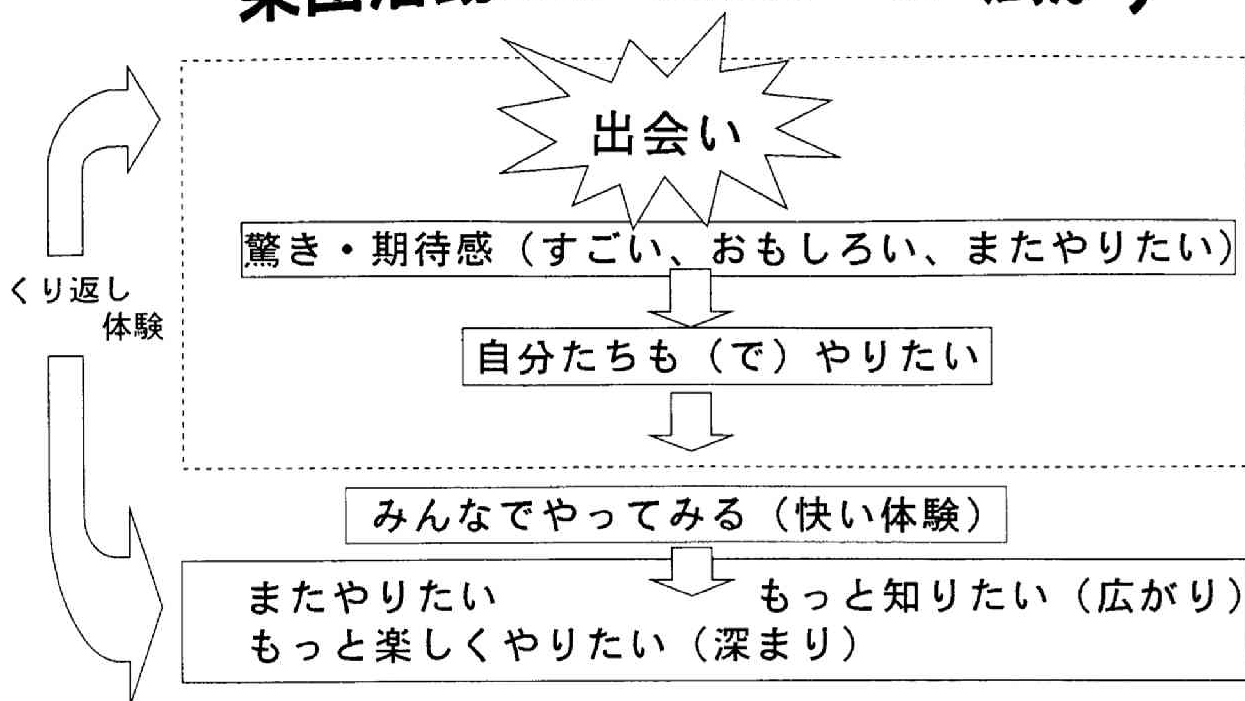 集団活動
出会い
驚き・期待感（すごい、おもしろい、またやりたい）
くり返し
体験
自分たちも（で）やりたい
みんなでやってみる（快い体験）
またやりたい
もっと知りたい（広がり）
もっと楽しくやりたい（深まり）